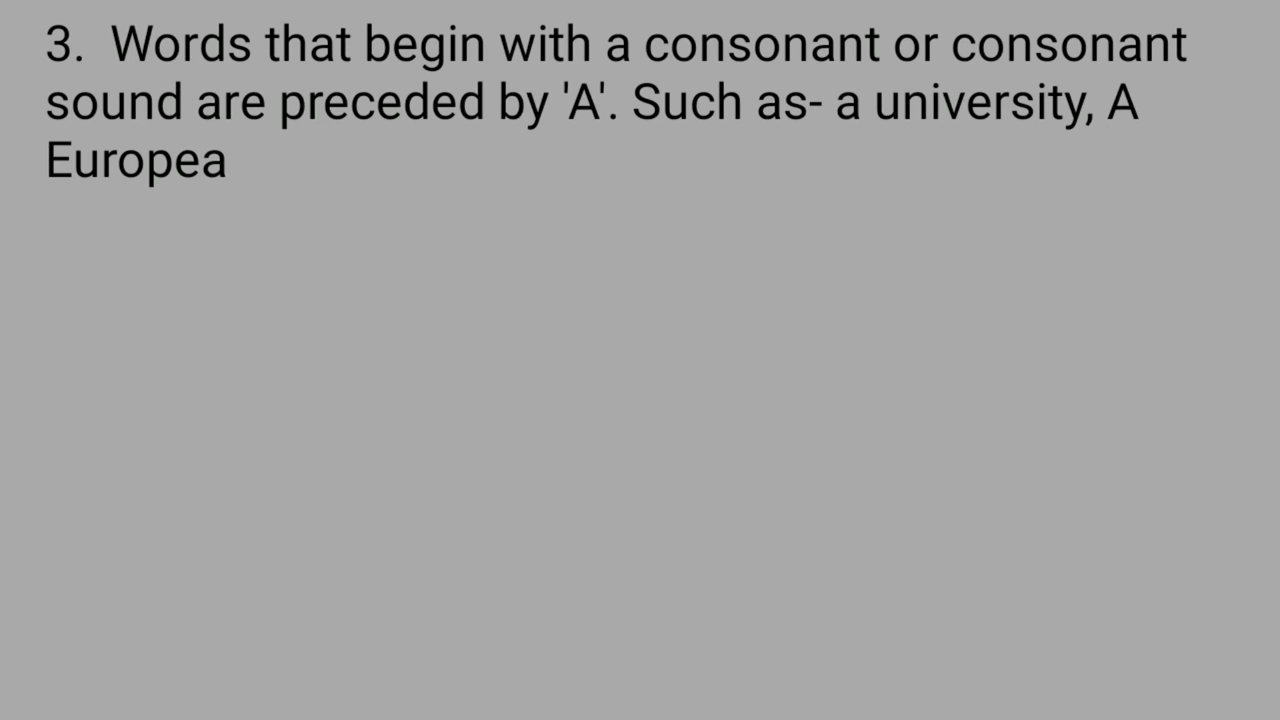 3.  Words that begin with a consonant or consonant
sound are preceded by 'A'. Such as- a university, A
Europea